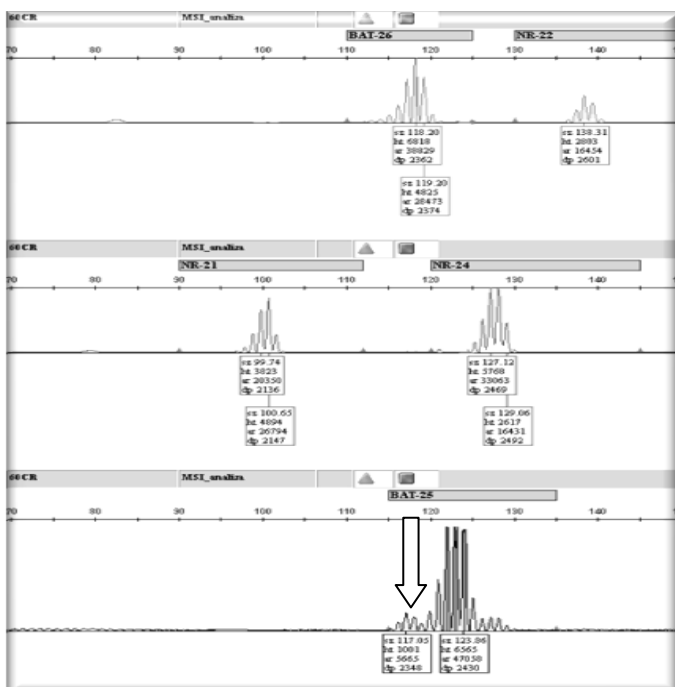 60CR MSI_analiza
BAT-26 NR-22
70 80 90 100 110 120 130 140
sz 118.20
ht 6818
ar 38829
dp 2362
sz 138.31
ht 2883
ar 16454
dp 2601
sz 119.20
ht 4825
ar 28473
dp 2374
60CR MSI_analiza
NR-21 NR-24
70 80 90 100 110 120 130 140
sz 99.74
ht 3823
ar 20350
dp 2136
sz 127.12
ht 5768
ar 33063
dp 2469
sz 100.65
ht 4894
ar 26794
dp 2147
sz 129.06
ht 2617
ar 16431
dp 2492
60CR MSI_analiza
BAT-25
70 80 90 100 110 120 130 140
sz 117.05
ht 1081
ar 5665
dp 2348
sz 123.86
ht 6565
ar 47058
dp 2430